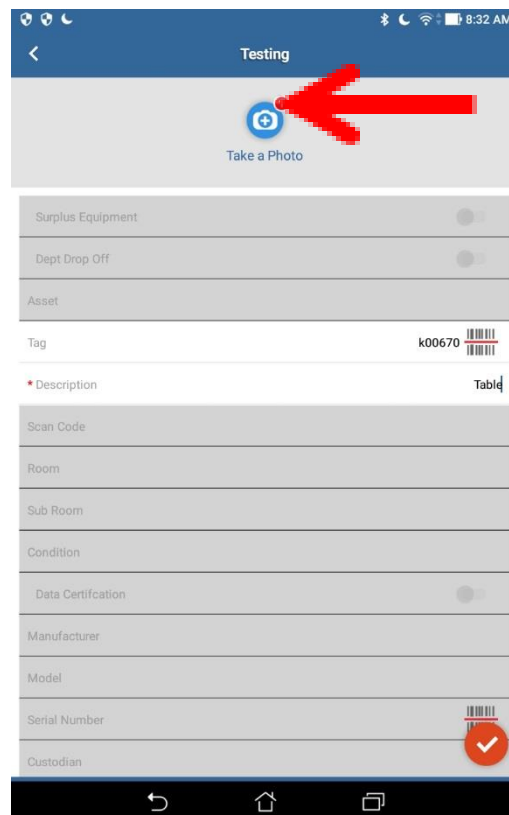 8:32 AM
Testing
Take a Photo
Surplus Equipment
Dept Drop Off
Asset
Tag k00670
* Description Table
Scan Code
Room
Sub Room
Condition
Data Certifcation
Manufacturer
Model
Serial Number
Custodian